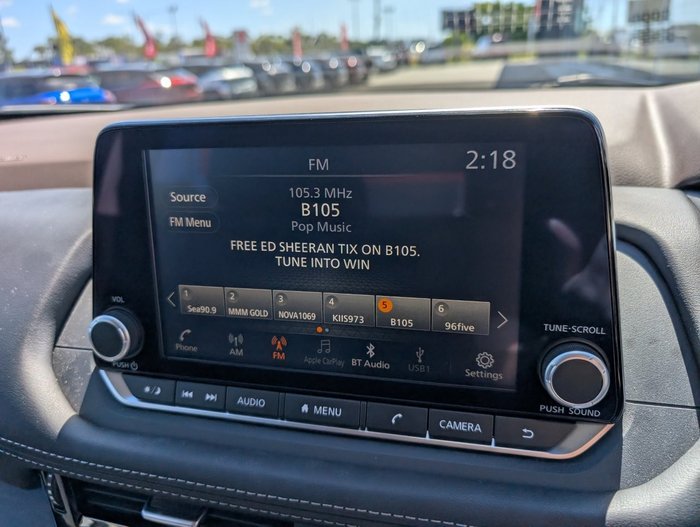 FM
2:18
Source
105.3 MHz
B105
FM Menu
Pop Music
FREE ED SHEERAN TIX ON B105.
TUNE INTO WIN
1 Sea90.9
2 MMM GOLD
3 NOVA1069
4 KIIS973
5 B105
6 96five
Phone
AM
FM
Apple CarPlay
BT Audio
USB1
Settings
VOL
PUSH
TUNE·SCROLL
PUSH SOUND
AUDIO
MENU
CAMERA